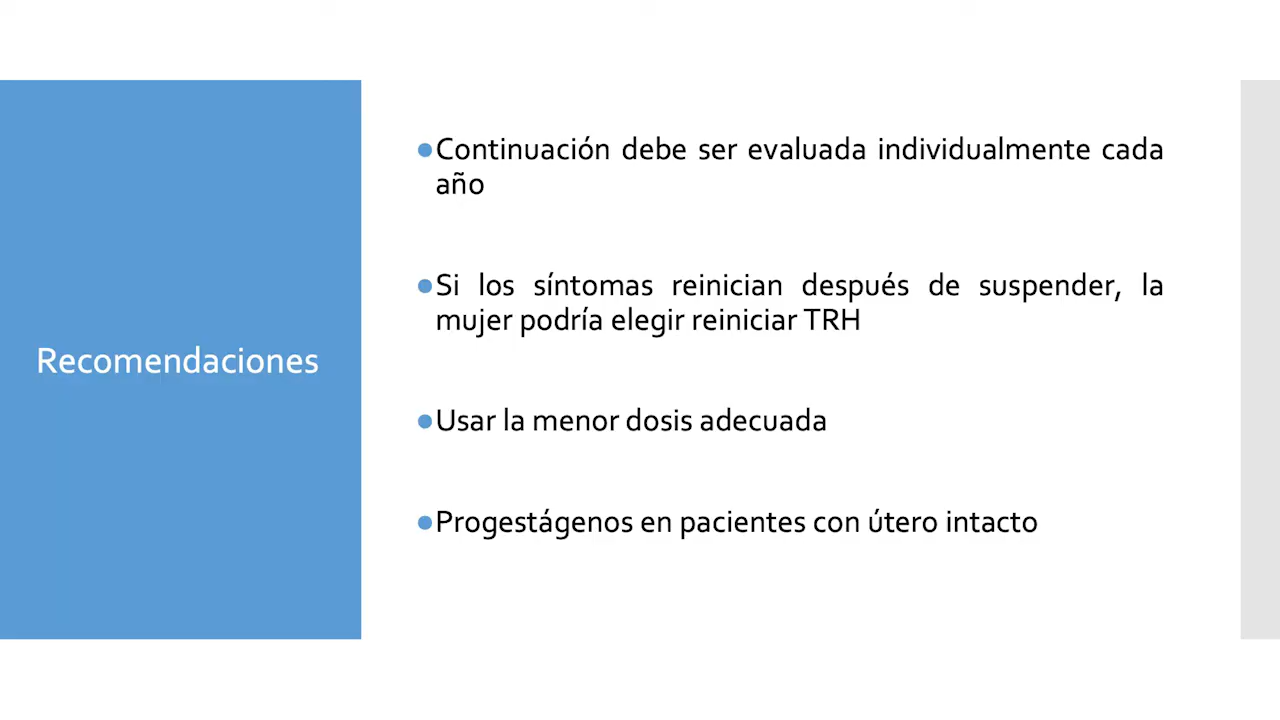 Recomendaciones
●Continuación debe ser evaluada individualmente cada
año
●Si los síntomas reinician después de suspender, la
mujer podría elegir reiniciar TRH
●Usar la menor dosis adecuada
●Progestágenos en pacientes con útero intacto